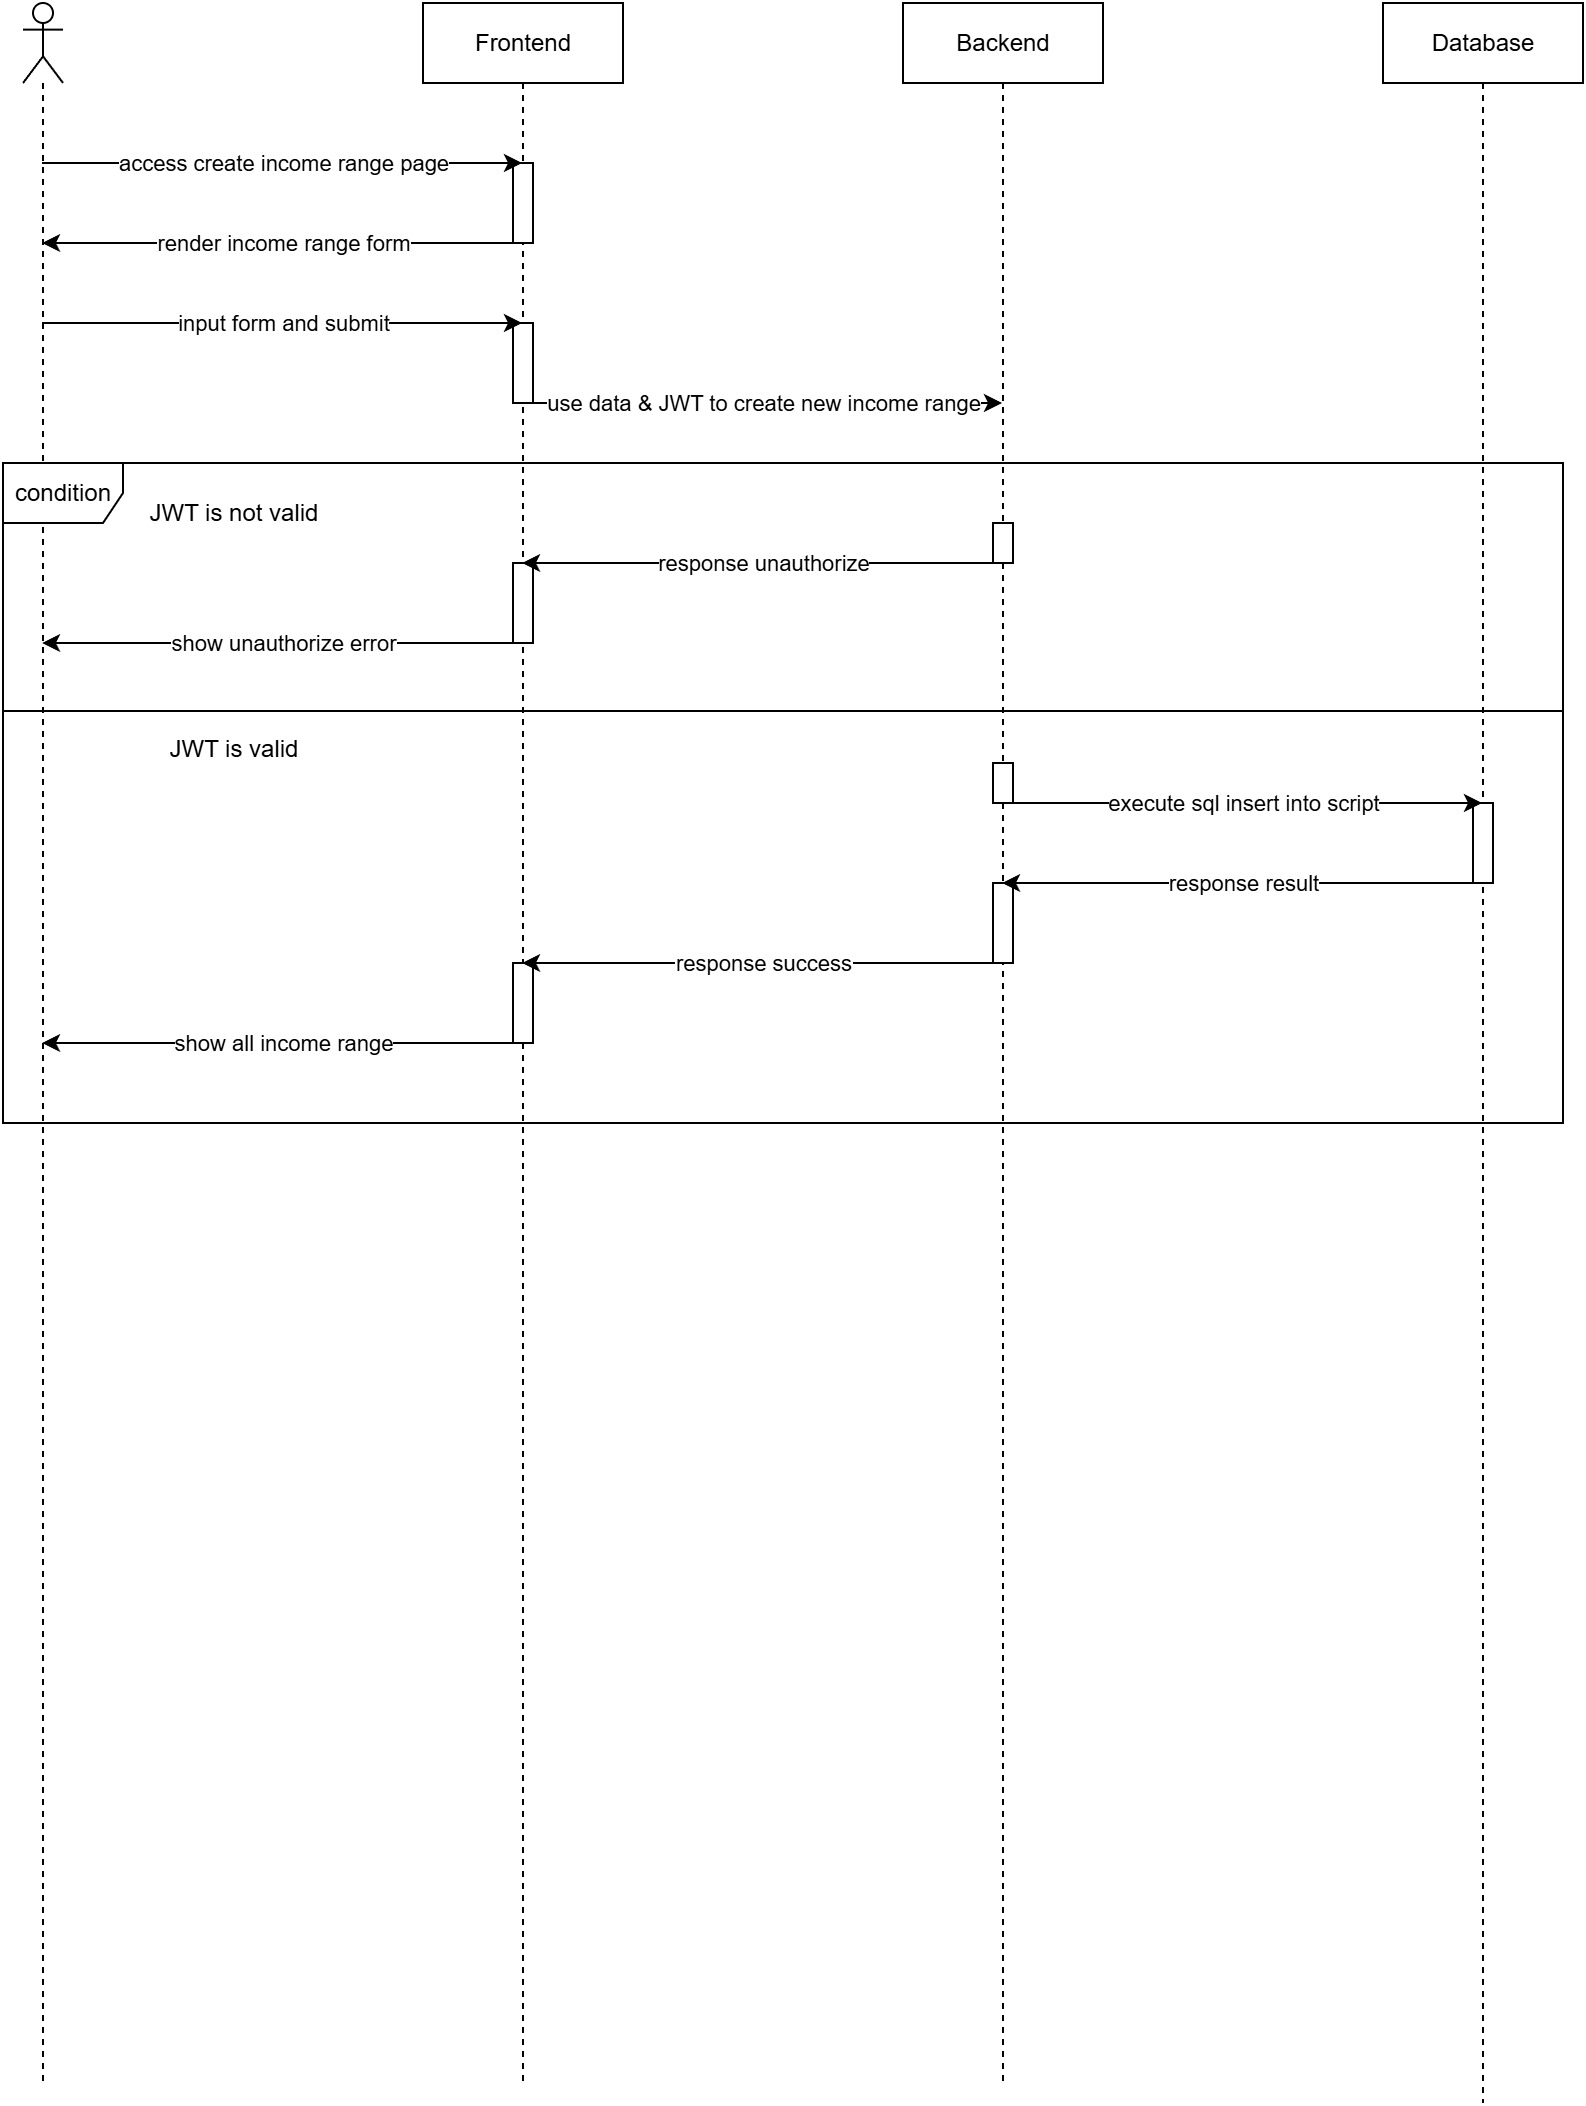 Frontend
Backend
Database
access create income range page
render income range form
input form and submit
use data & JWT to create new income range
condition
JWT is not valid
response unauthorize
show unauthorize error
JWT is valid
execute sql insert into script
response result
response success
show all income range